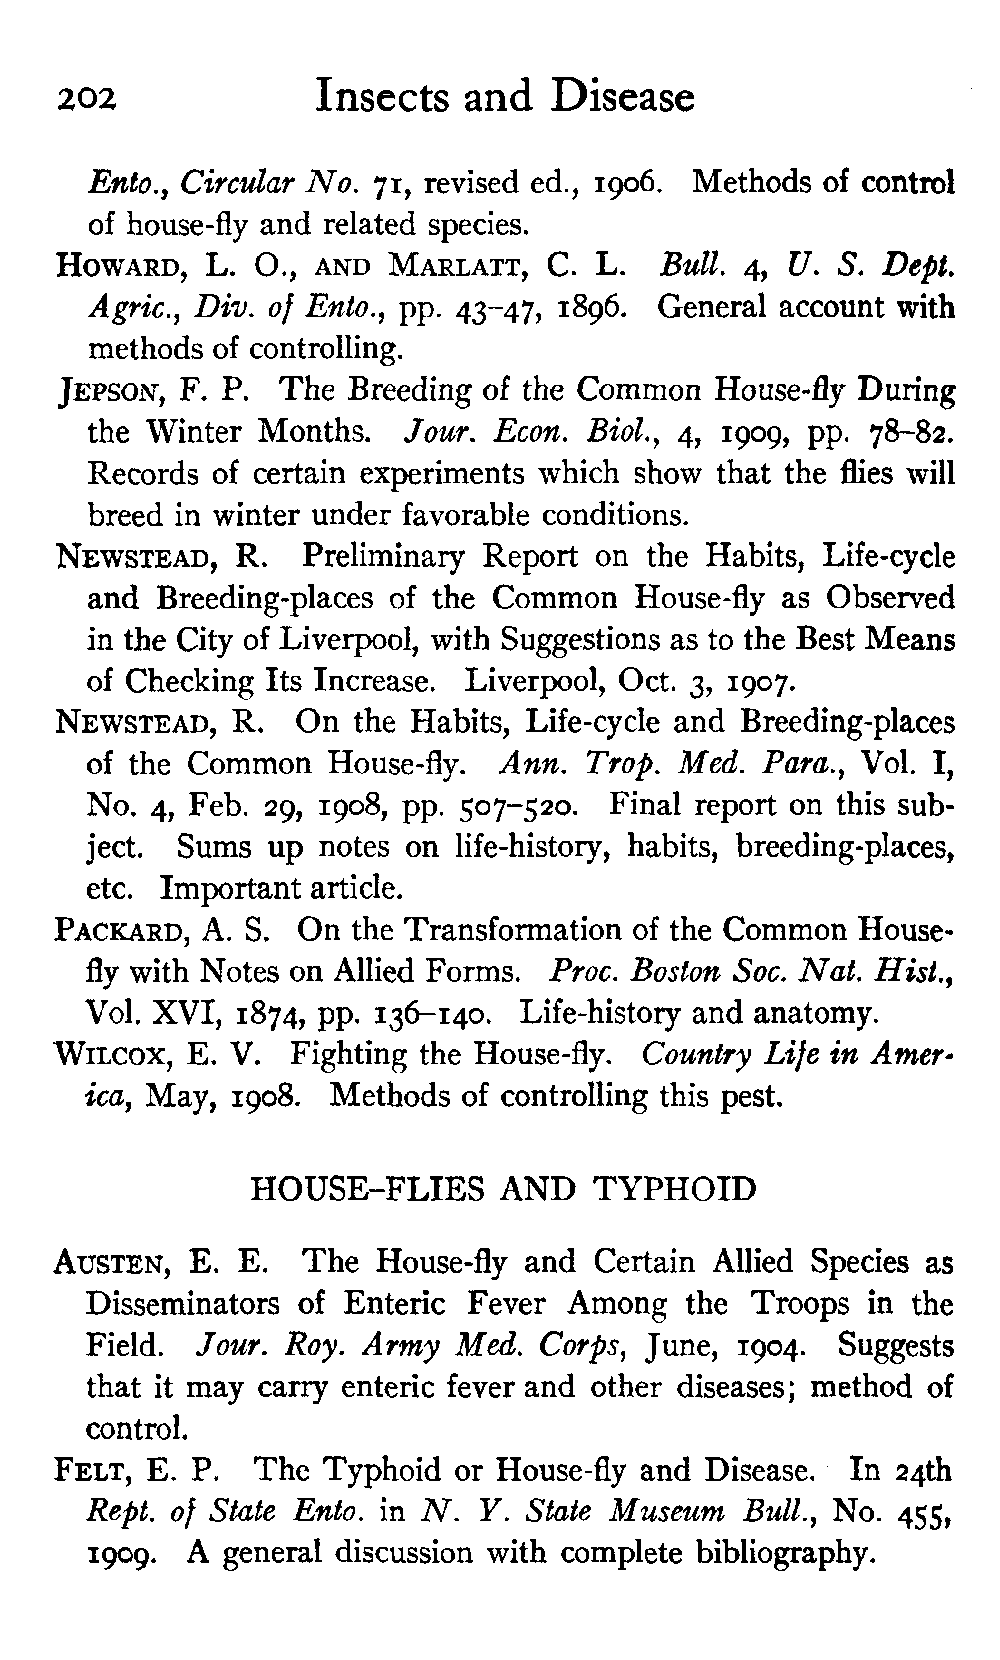 202 Insects and Disease
Ento., Circular No. 71, revised ed., 1906. Methods of control
of house-fly and related species.
HOWARD, L. O., AND MARLATT, C. L. Bull. 4, U. S. Dept.
Agric., Div. of Ento., pp. 43–47, 1896. General account with
methods of controlling.
JEPSON, F. P. The Breeding of the Common House-fly During
the Winter Months. Jour. Econ. Biol., 4, 1909, pp. 78–82.
Records of certain experiments which show that the flies will
breed in winter under favorable conditions.
NEWSTEAD, R. Preliminary Report on the Habits, Life-cycle
and Breeding-places of the Common House-fly as Observed
in the City of Liverpool, with Suggestions as to the Best Means
of Checking Its Increase. Liverpool, Oct. 3, 1907.
NEWSTEAD, R. On the Habits, Life-cycle and Breeding-places
of the Common House-fly. Ann. Trop. Med. Para., Vol. I,
No. 4, Feb. 29, 1908, pp. 507–520. Final report on this sub-
ject. Sums up notes on life-history, habits, breeding-places,
etc. Important article.
PACKARD, A. S. On the Transformation of the Common House-
fly with Notes on Allied Forms. Proc. Boston Soc. Nat. Hist.,
Vol. XVI, 1874, pp. 136–140. Life-history and anatomy.
WILCOX, E. V. Fighting the House-fly. Country Life in Amer-
ica, May, 1908. Methods of controlling this pest.
HOUSE-FLIES AND TYPHOID
AUSTEN, E. E. The House-fly and Certain Allied Species as
Disseminators of Enteric Fever Among the Troops in the
Field. Jour. Roy. Army Med. Corps, June, 1904. Suggests
that it may carry enteric fever and other diseases; method of
control.
FELT, E. P. The Typhoid or House-fly and Disease. In 24th
Rept. of State Ento. in N. Y. State Museum Bull., No. 455,
1909. A general discussion with complete bibliography.